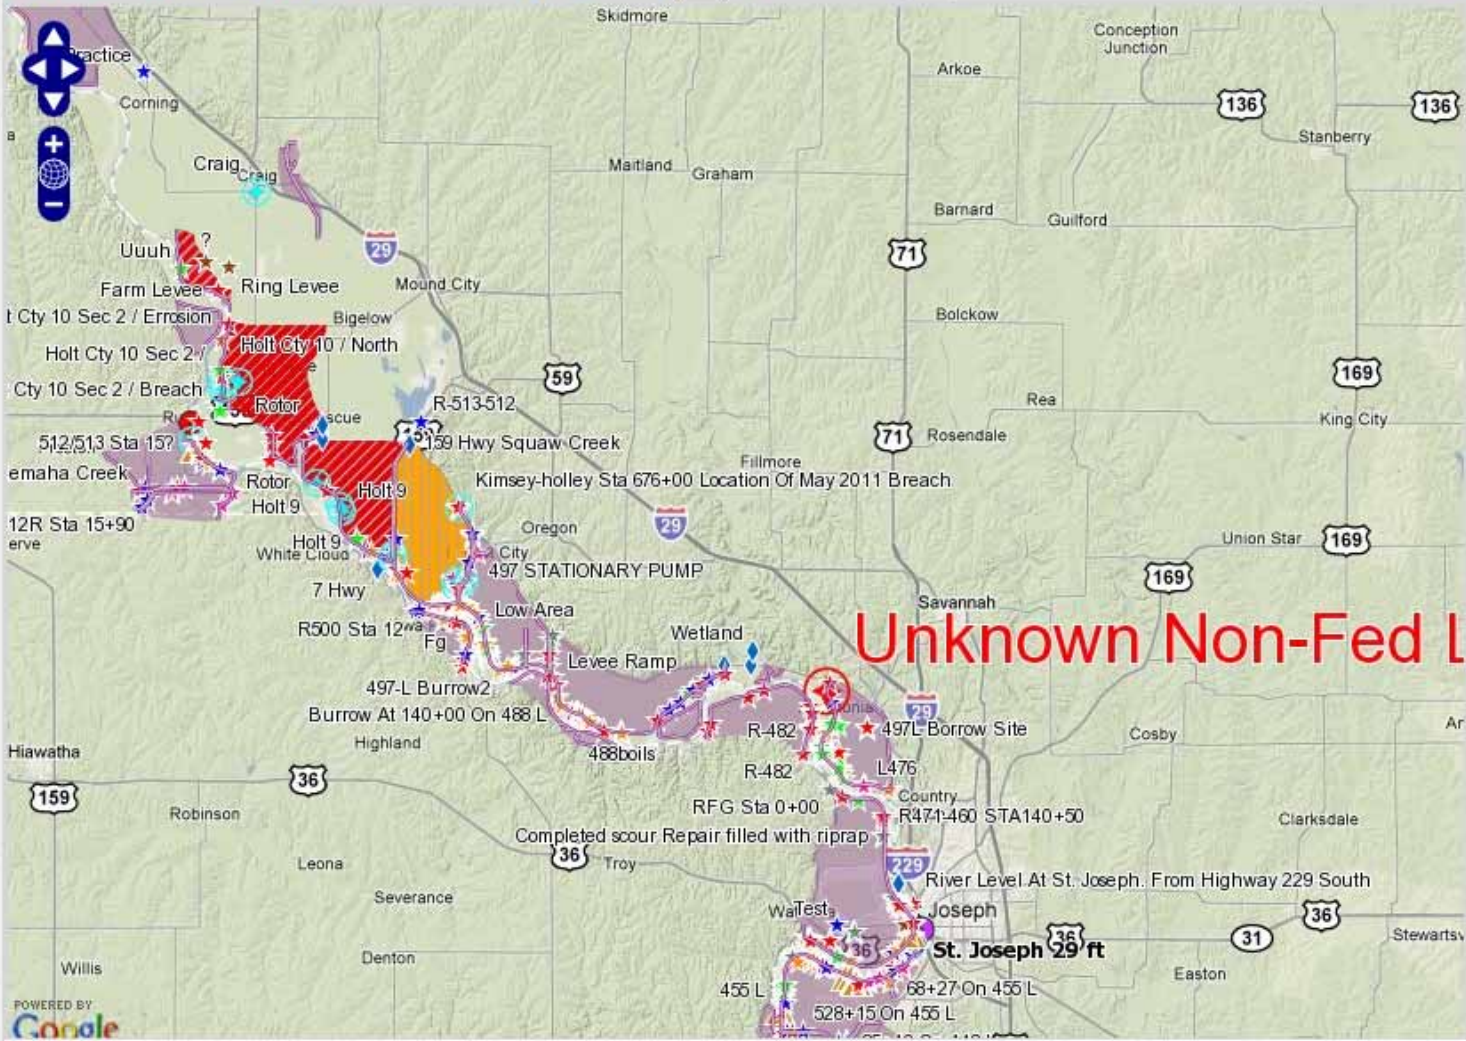 Skidmore
Conception
Junction
Practice
Arkoe
Corning
136
136
Stanberry
Craig
Craig
Maitland
Graham
Barnard
Guilford
29
71
Uuuh
?
Farm Levee
Ring Levee
Mound City
t Cty 10 Sec 2 / Errosion
Bigelow
Bolckow
Holt Cty 10 Sec 2 /
Holt Cty 10 / North
Cty 10 Sec 2 / Breach
59
169
Rotor
scue
R-513-512
Rea
King City
512/513 Sta 15?
159 Hwy Squaw Creek
71
Rosendale
emaha Creek
Fillmore
Rotor
Holt 9
Kimsey-holley Sta 676+00 Location Of May 2011 Breach
Holt 9
12R Sta 15+90
erve
Oregon
29
Holt 9
White Cloud
City
Union Star
169
7 Hwy
497 STATIONARY PUMP
169
R500 Sta 12
Low Area
Savannah
Fg
Wetland
Unknown Non-Fed L
Levee Ramp
497-L Burrow2
Burrow At 140+00 On 488 L
29
Highland
R-482
497L Borrow Site
Cosby
Ar
Hiawatha
488boils
R-482
L476
36
159
Country
Robinson
RFG Sta 0+00
R471-460 STA140+50
Clarksdale
Completed scour Repair filled with riprap
36
Troy
Leona
229
Severance
River Level At St. Joseph. From Highway 229 South
Wa
Test
Joseph
36
36
36
31
Stewartsv
Denton
St. Joseph 29 ft
Willis
Easton
455 L
68+27 On 455 L
POWERED BY
Google
528+15 On 455 L